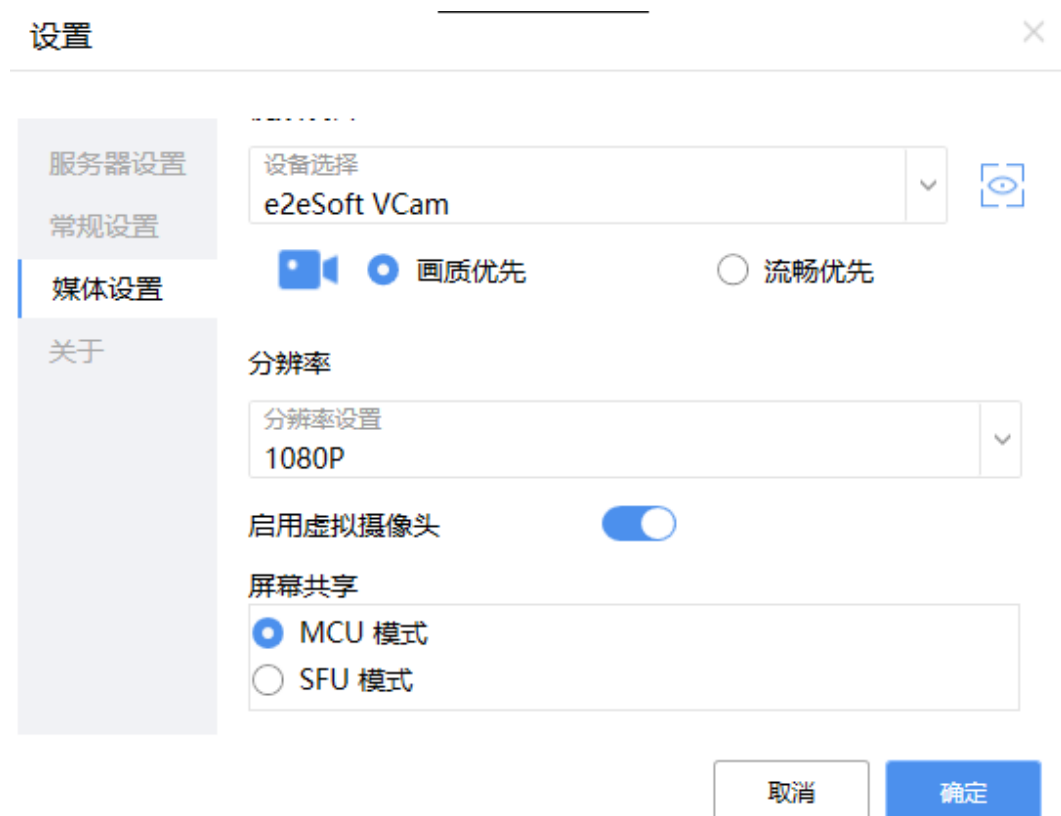 设置
服务器设置
常规设置
媒体设置
关于
设备选择
e2eSoft VCam
画质优先
流畅优先
分辨率
分辨率设置
1080P
启用虚拟摄像头
屏幕共享
MCU 模式
SFU 模式
取消
确定